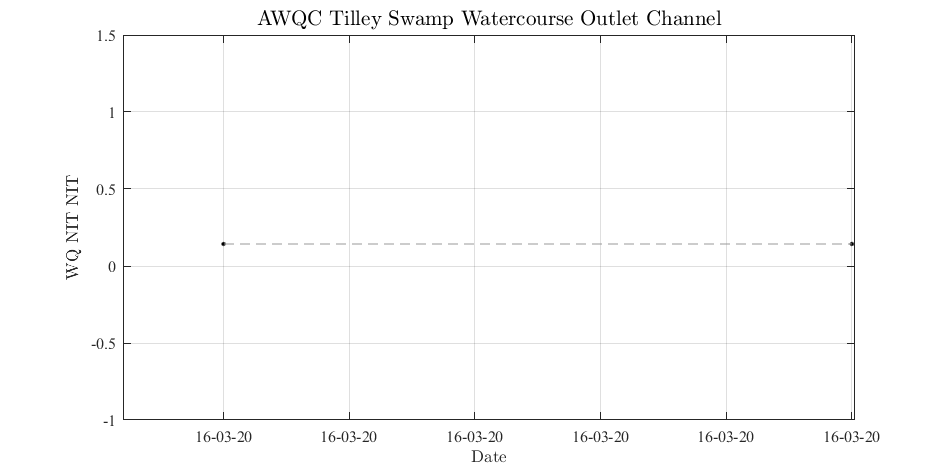 AWQC Tilley Swamp Watercourse Outlet Channel
1.5
1
0.5
0
-0.5
-1
WQ NIT NIT
16-03-20 16-03-20 16-03-20 16-03-20 16-03-20 16-03-20
Date